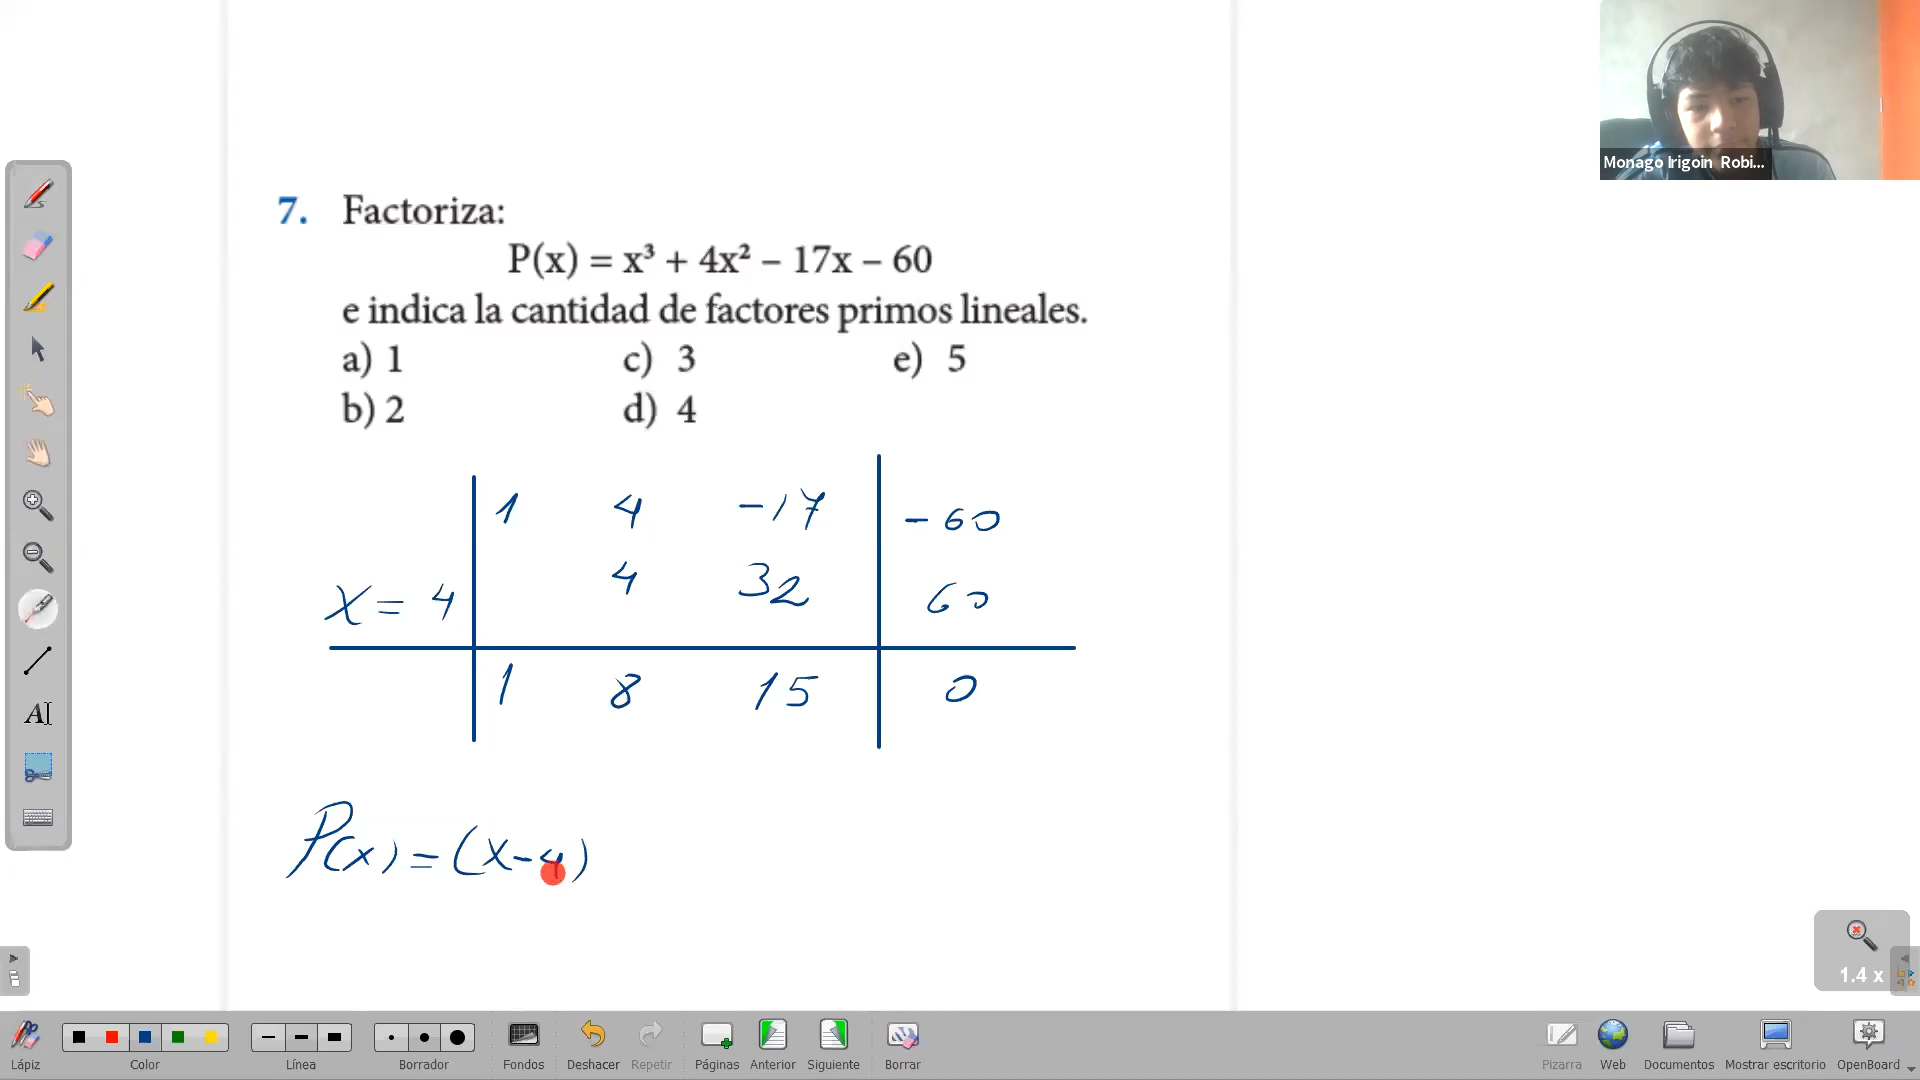 Monago Irigoin Robi...
7. Factoriza:
P(x) = x³ + 4x² – 17x – 60
e indica la cantidad de factores primos lineales.
a) 1 c) 3 e) 5
b) 2 d) 4
1 4 -17 -60
x = 4 4 32 60
1 8 15 0
P(x) = (x-4)
1.4 x
Lápiz Color Línea Borrador Fondos Deshacer Repetir Páginas Anterior Siguiente Borrar Pizarra Web Documentos Mostrar escritorio OpenBoard